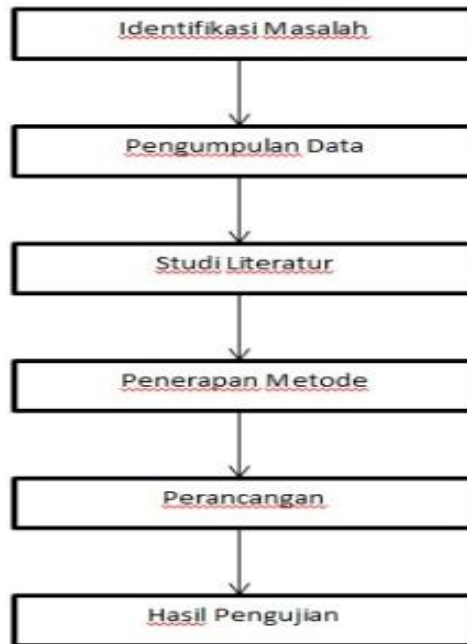 Identifikasi Masalah
Pengumpulan Data
Studi Literatur
Penerapan Metode
Perancangan
Hasil Pengujian